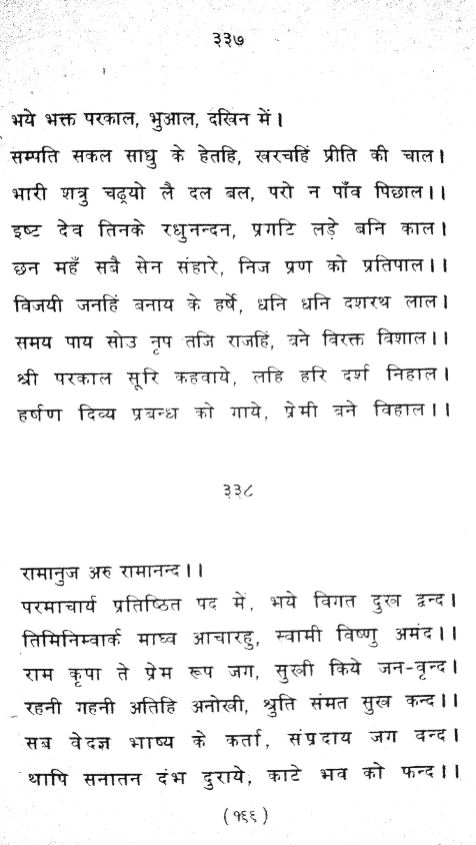 ३३७
भये भक्त परकाल, भुआल, दखिन में।
सम्पति सकल साधु के हेतहि, खरचहिं प्रीति की चाल।
भारी शत्रु चढ़्यो लै दल बल, परो न पाँव पिछाल।।
इष्ट देव तिनके रधुनन्दन, प्रगटि लड़े बनि काल।
छन महँ सबै सेन संहारे, निज प्रण को प्रतिपाल।।
विजयी जनहिं बनाय के हर्षे, धनि धनि दशरथ लाल।
समय पाय सोउ नृप तजि राजहिं, बने विरक्त विशाल।।
श्री परकाल सूरि कहवाये, लहि हरि दर्श निहाल।
हर्षण दिव्य प्रबन्ध को गाये, प्रेमी बने विहाल।।
३३८
रामानुज अरु रामानन्द।।
परमाचार्य प्रतिष्ठित पद में, भये विगत दुख द्वन्द।
तिमिनिम्वार्क माघ्व आचारहु, स्वामी विष्णु अमंद।।
राम कृपा ते प्रेम रूप जग, सुखी किये जन-वृन्द।
रहनी गहनी अतिहि अनोखी, श्रुति संमत सुख कन्द।।
सब वेदज्ञ भाष्य के कर्ता, संप्रदाय जग वन्द।
थापि सनातन दंभ दुराये, काटे भव को फन्द।।
(१६६)